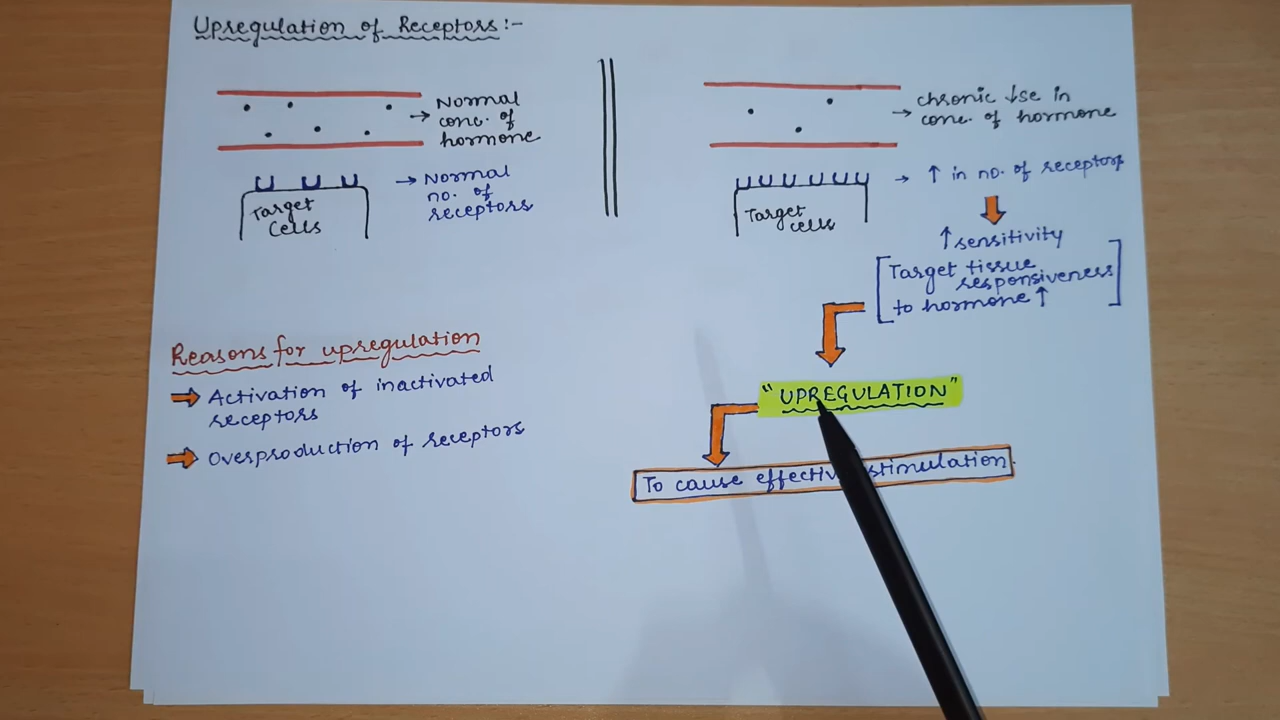 Upregulation of Receptors:-
Normal
conc. of
hormone
Normal
no. of
receptors
Target
Cells
chronic ↓se in
conc. of hormone
↑ in no. of receptors
Target
cells
↑ sensitivity
[Target tissue
responsiveness
to hormone ↑]
"UPREGULATION"
To cause effective stimulation.
Reasons for upregulation
Activation of inactivated
receptors
Overproduction of receptors